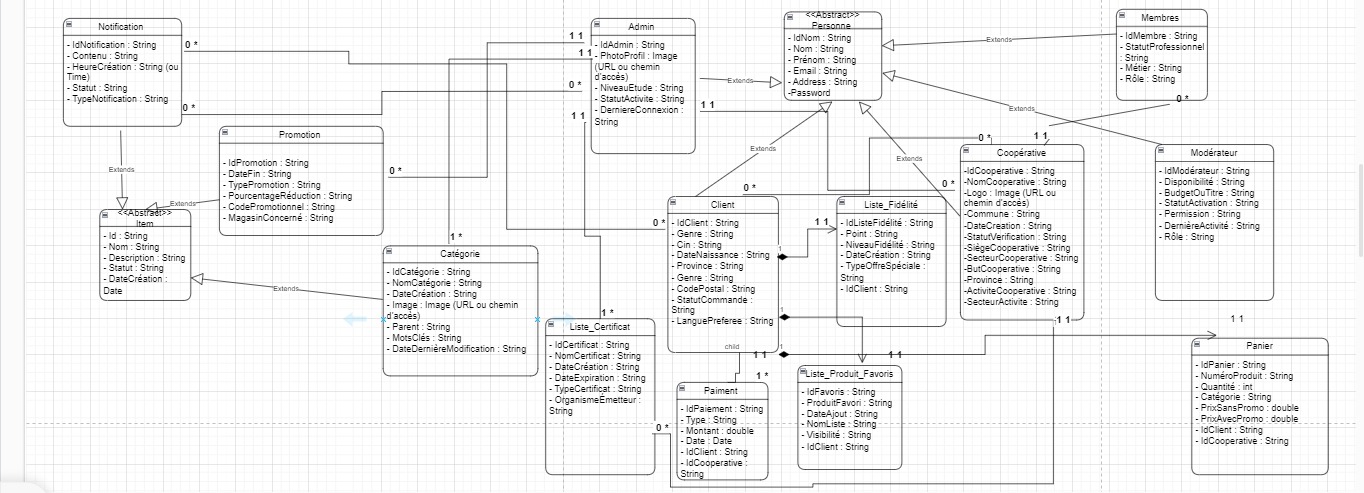 Notification
- IdNotification : String
- Contenu : String
- HeureCréation : String (ou
Time)
- Statut : String
- TypeNotification : String
0 *
0 *
Admin
- IdAdmin : String
- PhotoProfil : Image
(URL ou chemin
d'accès)
- NiveauEtude : String
- StatutActivite : String
- DerniereConnexion :
String
1 1
1 1
0 *
1 1
1 1
Extends
<<Abstract>>
Personne
- IdNom : String
- Nom : String
- Prénom : String
- Email : String
- Address : String
-Password
Extends
Membres
- IdMembre : String
- StatutProfessionnel
: String
- Métier : String
- Rôle : String
0 *
Extends
1 1
Promotion
- IdPromotion : String
- DateFin : String
- TypePromotion : String
- PourcentageRéduction : String
- CodePromotionnel : String
- MagasinConcerné : String
0 *
Extends
Extends
Extends
Extends
0 *
Coopérative
-IdCooperative : String
-NomCooperative : String
-Logo : Image (URL ou
chemin d'accès)
-Commune : String
-DateCreation : String
-StatutVerification : String
-SiègeCooperative : String
-SecteurCooperative : String
-ButCooperative : String
-Province : String
-ActiviteCooperative : String
-SecteurActivite : String
0 *
1 1
Modérateur
- IdModérateur : String
- Disponibilité : String
- BudgetOuTitre : String
- StatutActivation : String
- Permission : String
- DernièreActivité : String
- Rôle : String
<<Abstract>>
Item
- Id : String
- Nom : String
- Description : String
- Statut : String
- DateCréation :
Date
0 *
0 *
Client
- IdClient : String
- Genre : String
- Cin : String
- DateNaissance : String
- Province : String
- Genre : String
- CodePostal : String
- StatutCommande :
String
- LanguePreferee : String
1
1
1
1 1
Liste_Fidélité
- IdListeFidélité : String
- Point : String
- NiveauFidélité : String
- DateCréation : String
- TypeOffreSpéciale :
String
- IdClient : String
1 *
Catégorie
- IdCatégorie : String
- NomCatégorie : String
- DateCréation : String
- Image : Image (URL ou chemin
d'accès)
- Parent : String
- MotsClés : String
- DateDernièreModification : String
Extends
1 *
Liste_Certificat
- IdCertificat : String
- NomCertificat : String
- DateCréation : String
- DateExpiration : String
- TypeCertificat : String
- OrganismeEmetteur :
String
0 *
child
1 1
1 *
1 1
Paiment
- IdPaiement : String
- Type : String
- Montant : double
- Date : Date
- IdClient : String
- IdCooperative :
String
Liste_Produit_Favoris
- IdFavoris : String
- ProduitFavori : String
- DateAjout : String
- NomListe : String
- Visibilité : String
- IdClient : String
1 1
Panier
- IdPanier : String
- NuméroProduit : String
- Quantité : int
- Catégorie : String
- PrixSansPromo : double
- PrixAvecPromo : double
- IdClient : String
- IdCooperative : String